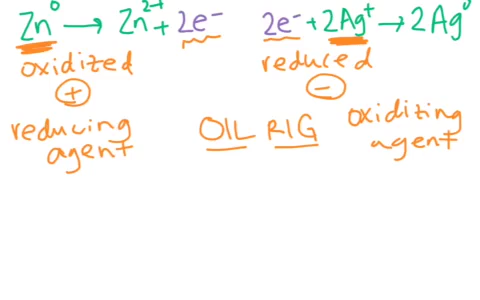 Zn⁰ → Zn²⁺ + 2e⁻
oxidized
+
reducing
agent
2e⁻ + 2Ag⁺ → 2Ag⁰
reduced
−
OIL RIG
oxidizing
agent